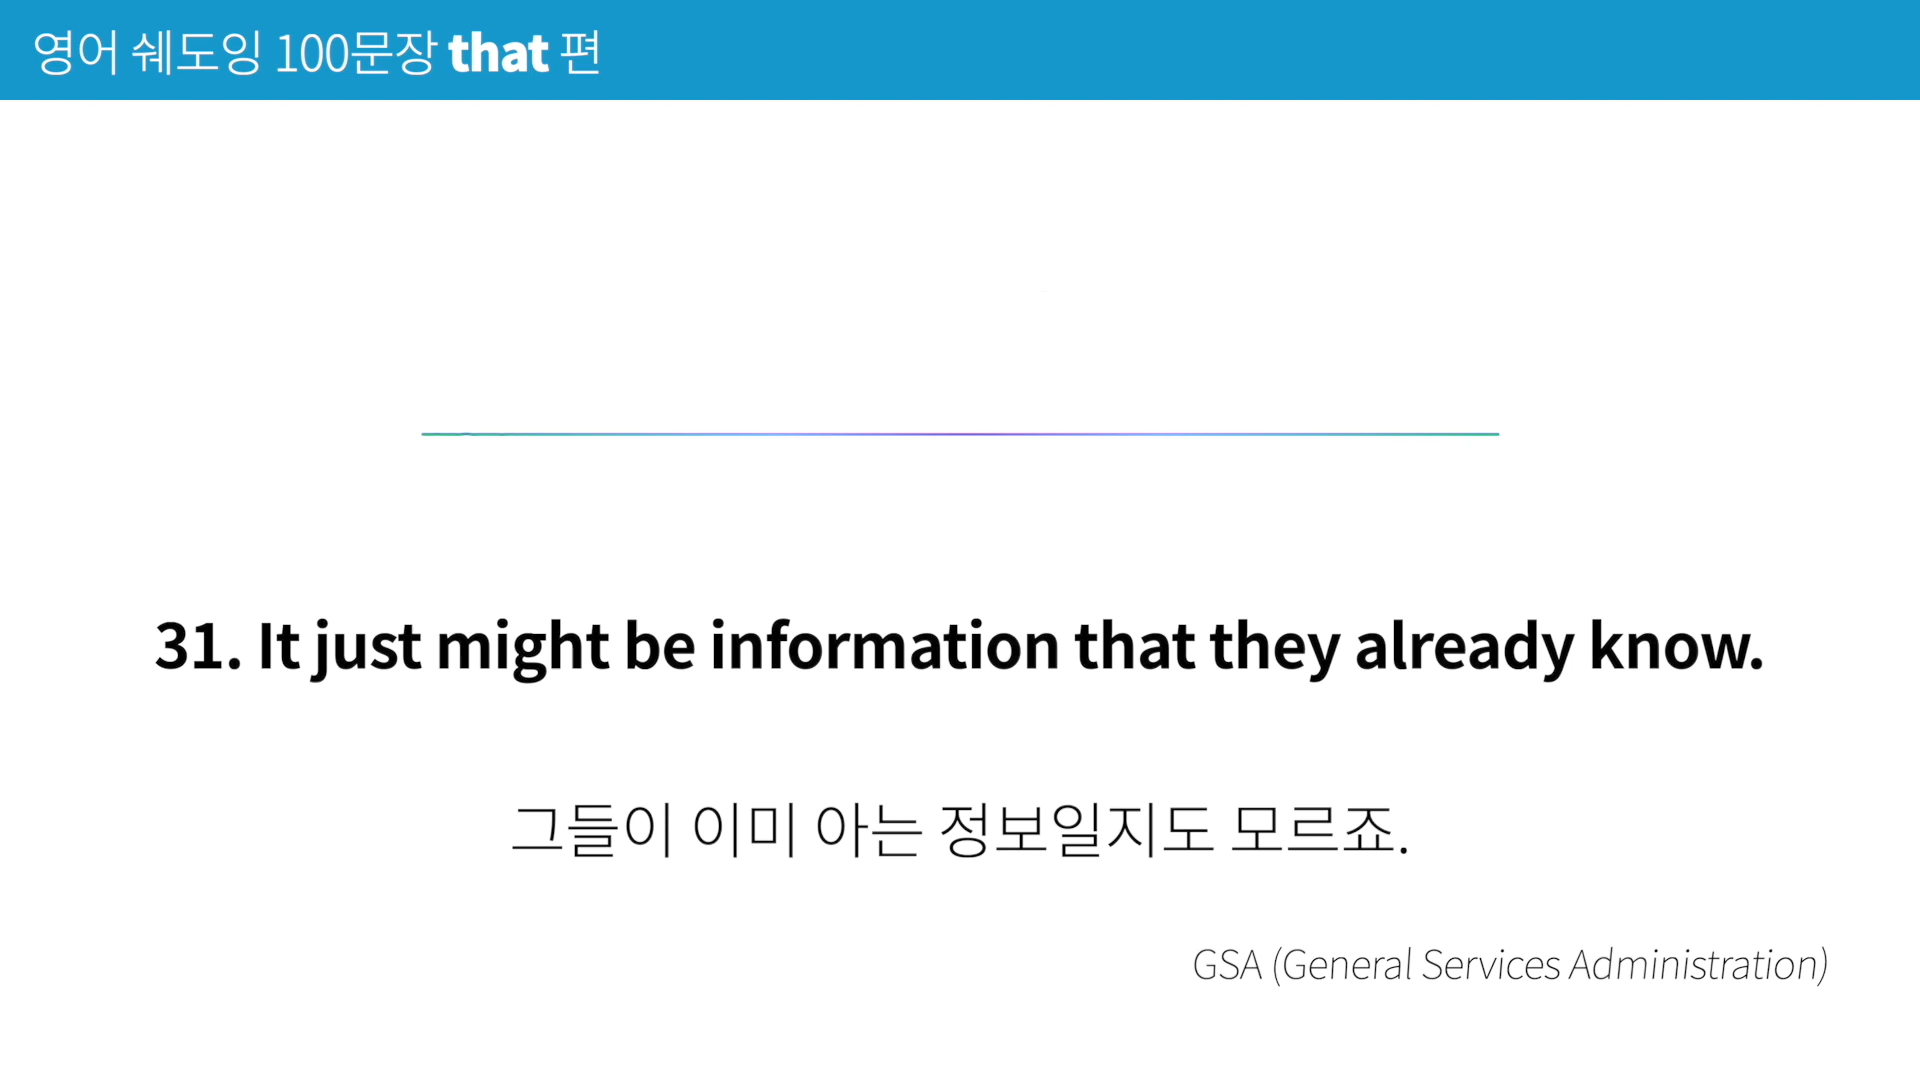 영어 쉐도잉 100문장 that 편
31. It just might be information that they already know.
그들이 이미 아는 정보일지도 모르죠.
GSA (General Services Administration)